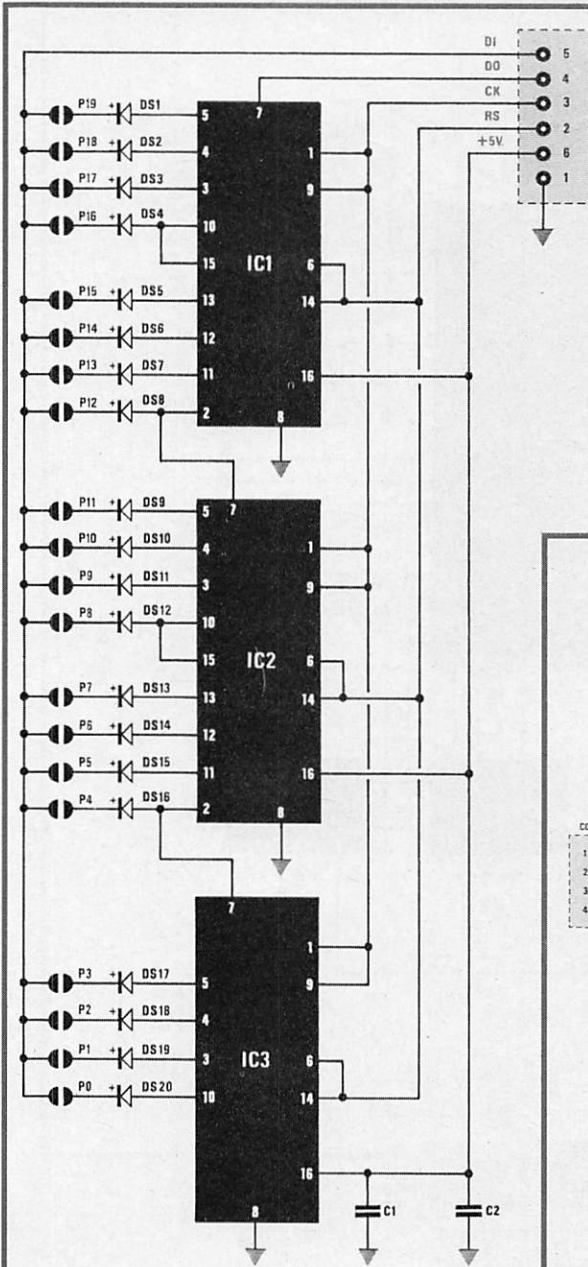 DI
5
DO
4
CK
3
RS
2
+5V.
6
1
P19 + DS1 5 7
P18 + DS2 4 1
P17 + DS3 3 9
P16 + DS4 10
15 IC1 6
P15 + DS5 13 14
P14 + DS6 12
P13 + DS7 11 16
P12 + DS8 2 8
P11 + DS9 5 7
P10 + DS10 4 1
P9 + DS11 3 9
P8 + DS12 10
15 IC2 6
P7 + DS13 13 14
P6 + DS14 12
P5 + DS15 11 16
P4 + DS16 2 8
7
1
P3 + DS17 5 9
P2 + DS18 4
P1 + DS19 3 IC3 6
P0 + DS20 10 14
16
8 C1 C2
1
2
3
4